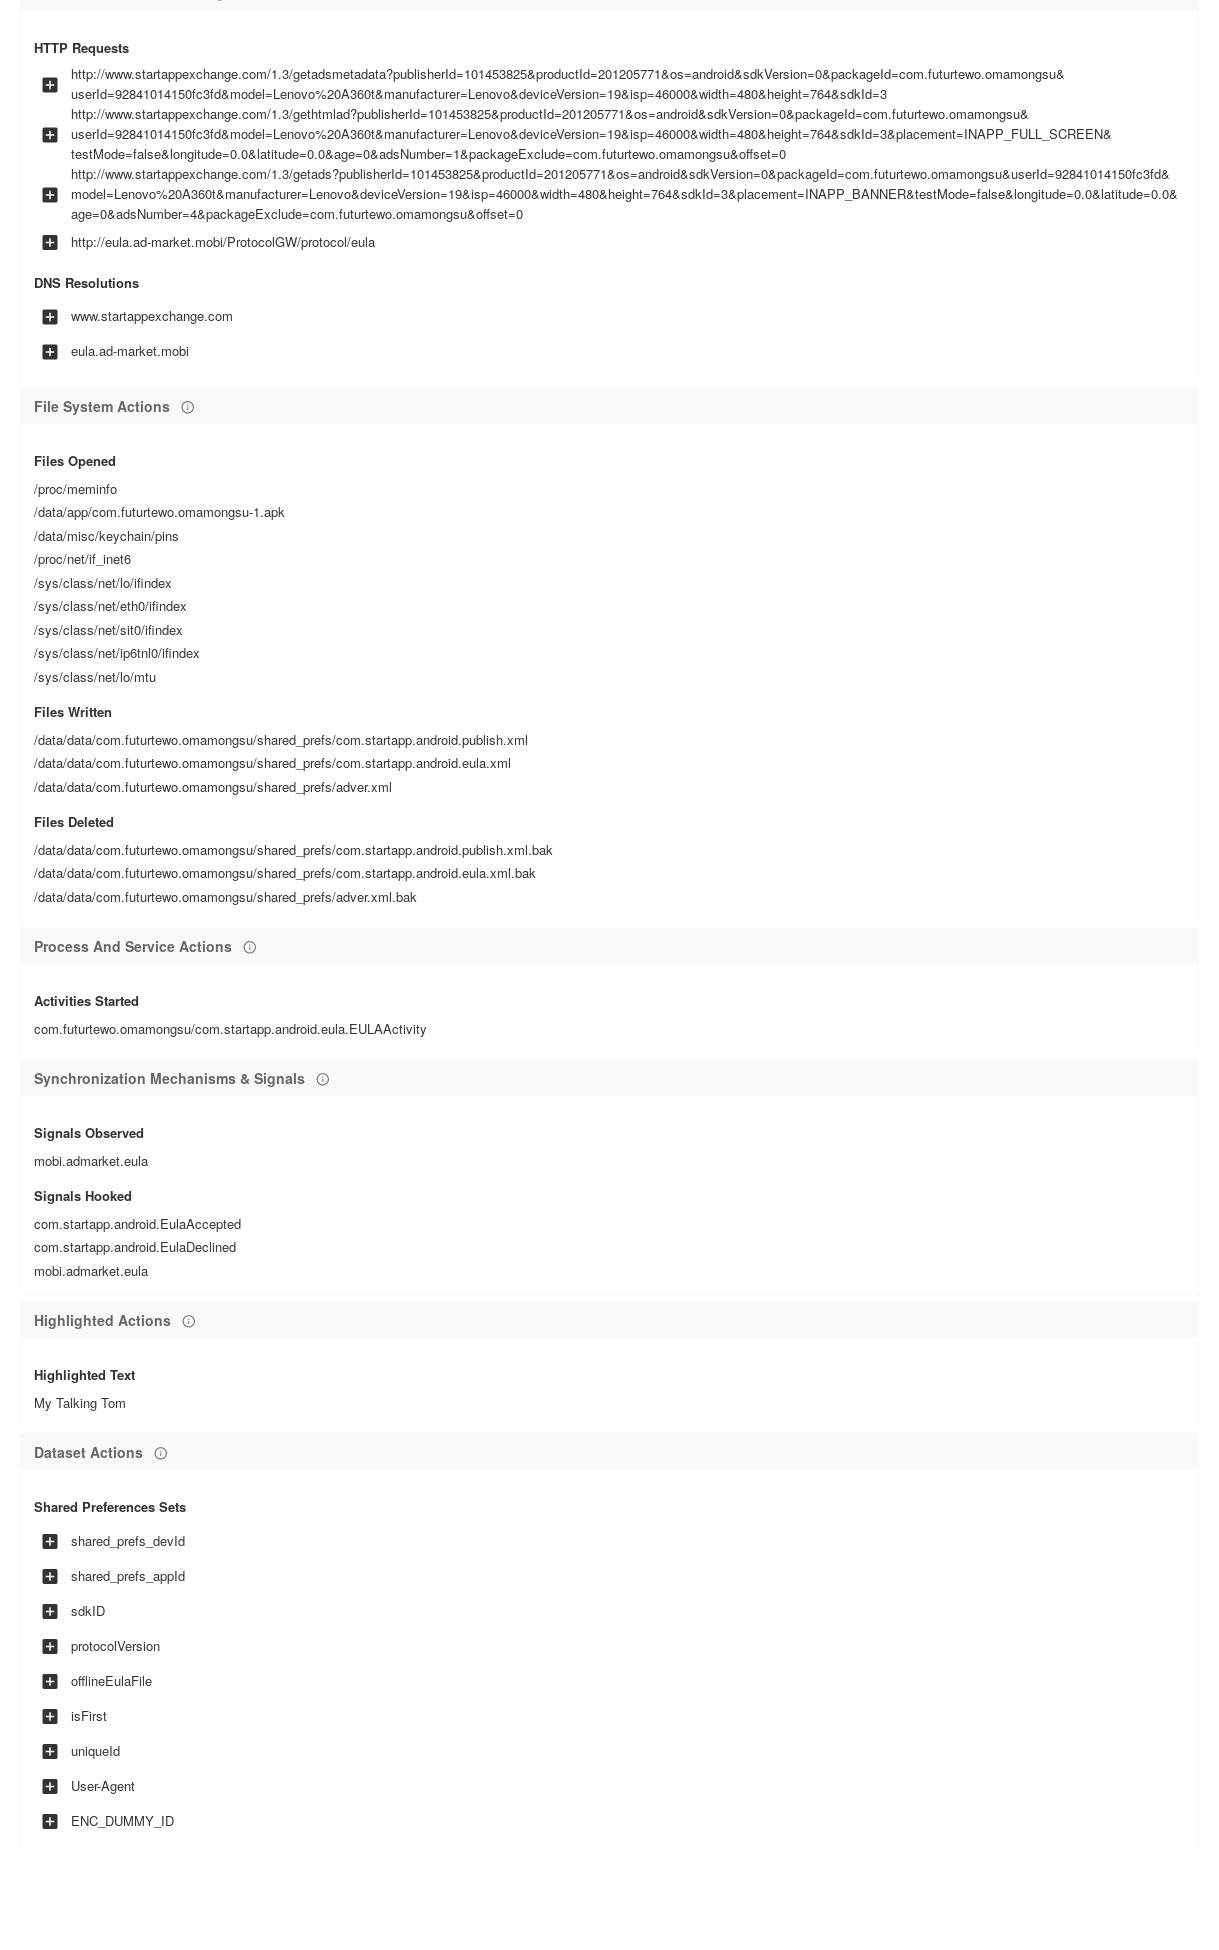 HTTP Requests
http://www.startappexchange.com/1.3/getadsmetadata?publisherId=101453825&productId=201205771&os=android&sdkVersion=0&packageId=com.futurtewo.omamongsu&
userId=92841014150fc3fd&model=Lenovo%20A360t&manufacturer=Lenovo&deviceVersion=19&isp=46000&width=480&height=764&sdkId=3
http://www.startappexchange.com/1.3/gethtmlad?publisherId=101453825&productId=201205771&os=android&sdkVersion=0&packageId=com.futurtewo.omamongsu&
userId=92841014150fc3fd&model=Lenovo%20A360t&manufacturer=Lenovo&deviceVersion=19&isp=46000&width=480&height=764&sdkId=3&placement=INAPP_FULL_SCREEN&
testMode=false&longitude=0.0&latitude=0.0&age=0&adsNumber=1&packageExclude=com.futurtewo.omamongsu&offset=0
http://www.startappexchange.com/1.3/getads?publisherId=101453825&productId=201205771&os=android&sdkVersion=0&packageId=com.futurtewo.omamongsu&userId=92841014150fc3fd&
model=Lenovo%20A360t&manufacturer=Lenovo&deviceVersion=19&isp=46000&width=480&height=764&sdkId=3&placement=INAPP_BANNER&testMode=false&longitude=0.0&latitude=0.0&
age=0&adsNumber=4&packageExclude=com.futurtewo.omamongsu&offset=0
http://eula.ad-market.mobi/ProtocolGW/protocol/eula
DNS Resolutions
www.startappexchange.com
eula.ad-market.mobi
File System Actions
Files Opened
/proc/meminfo
/data/app/com.futurtewo.omamongsu-1.apk
/data/misc/keychain/pins
/proc/net/if_inet6
/sys/class/net/lo/ifindex
/sys/class/net/eth0/ifindex
/sys/class/net/sit0/ifindex
/sys/class/net/ip6tnl0/ifindex
/sys/class/net/lo/mtu
Files Written
/data/data/com.futurtewo.omamongsu/shared_prefs/com.startapp.android.publish.xml
/data/data/com.futurtewo.omamongsu/shared_prefs/com.startapp.android.eula.xml
/data/data/com.futurtewo.omamongsu/shared_prefs/adver.xml
Files Deleted
/data/data/com.futurtewo.omamongsu/shared_prefs/com.startapp.android.publish.xml.bak
/data/data/com.futurtewo.omamongsu/shared_prefs/com.startapp.android.eula.xml.bak
/data/data/com.futurtewo.omamongsu/shared_prefs/adver.xml.bak
Process And Service Actions
Activities Started
com.futurtewo.omamongsu/com.startapp.android.eula.EULAActivity
Synchronization Mechanisms & Signals
Signals Observed
mobi.admarket.eula
Signals Hooked
com.startapp.android.EulaAccepted
com.startapp.android.EulaDeclined
mobi.admarket.eula
Highlighted Actions
Highlighted Text
My Talking Tom
Dataset Actions
Shared Preferences Sets
shared_prefs_devId
shared_prefs_appId
sdkID
protocolVersion
offlineEulaFile
isFirst
uniqueId
User-Agent
ENC_DUMMY_ID